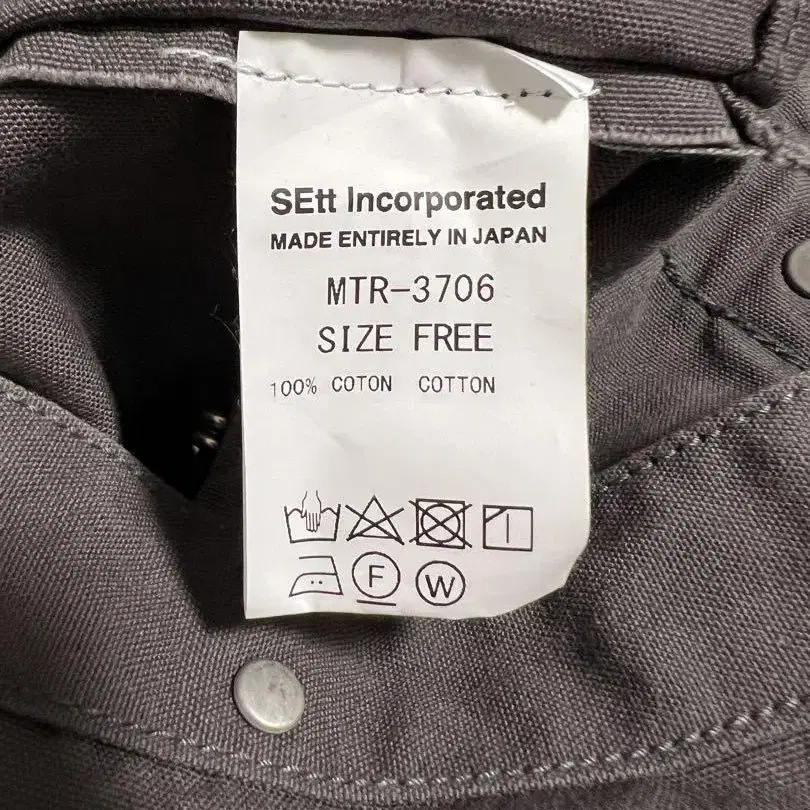 SEtt Incorporated
MADE ENTIRELY IN JAPAN
MTR-3706
SIZE FREE
100% COTON COTTON
F
W